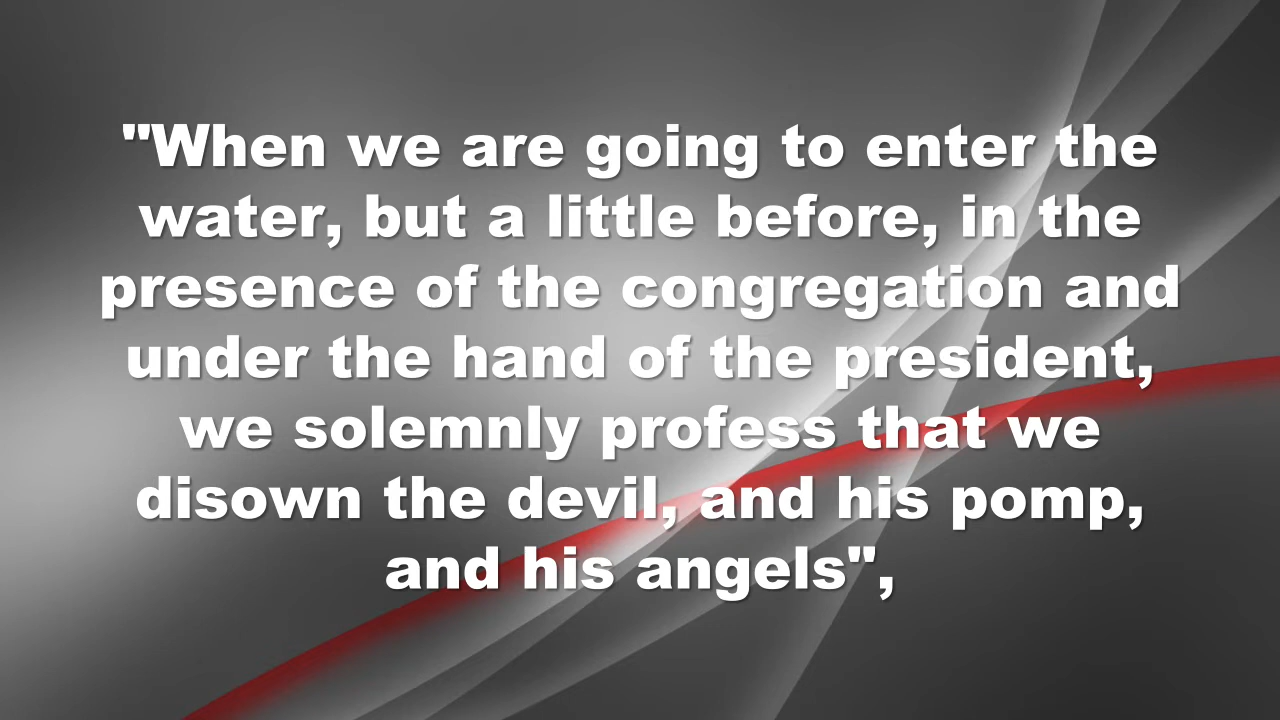 "When we are going to enter the
water, but a little before, in the
presence of the congregation and
under the hand of the president,
we solemnly profess that we
disown the devil, and his pomp,
and his angels",